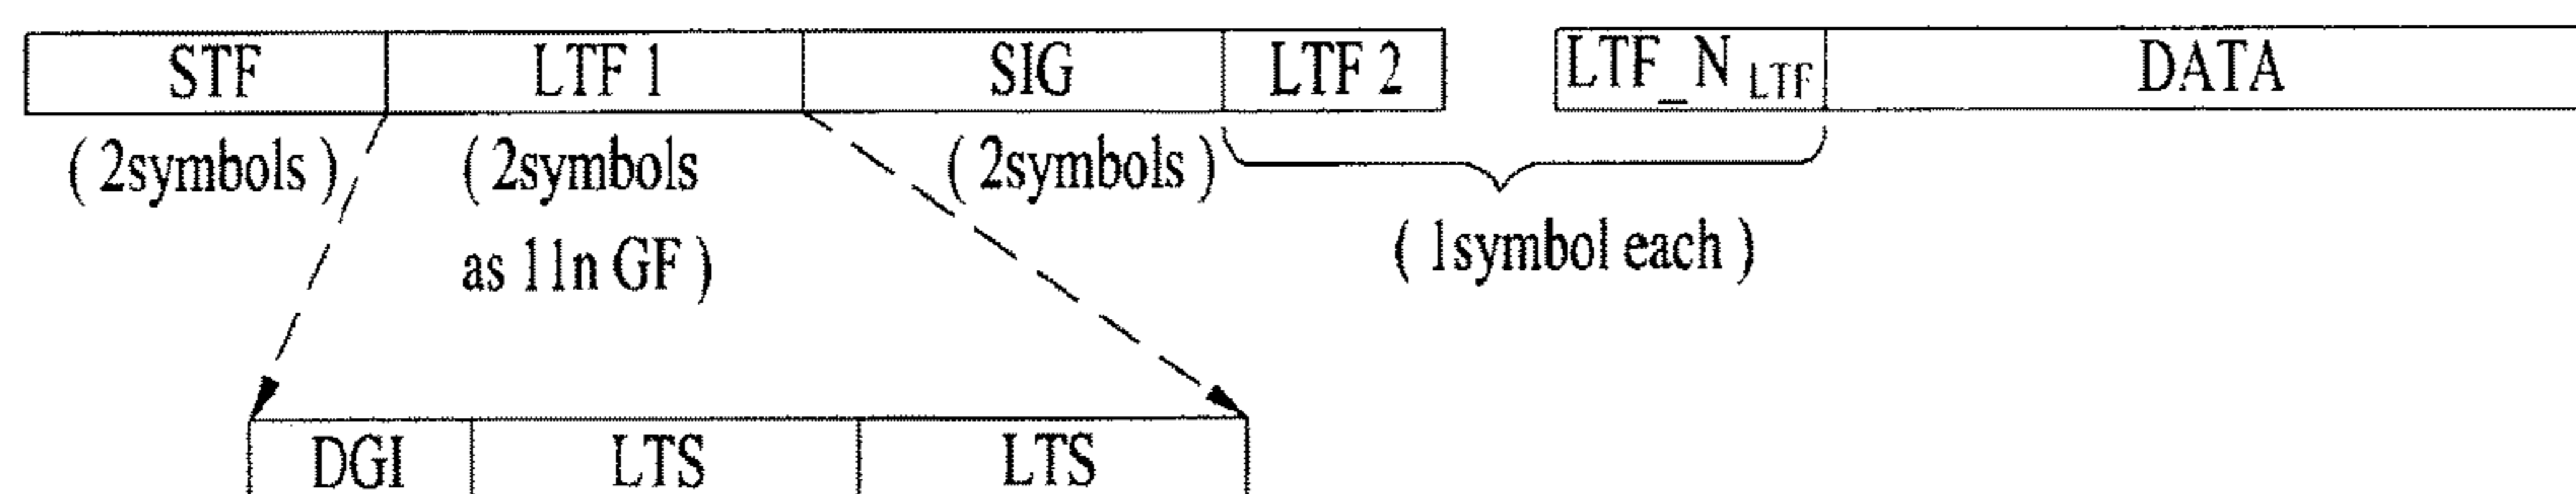 STF LTF 1 SIG LTF 2 LTF_N LTF DATA
( 2symbols ) ( 2symbols ( 2symbols )
as 11n GF ) ( 1symbol each )
DGI LTS LTS